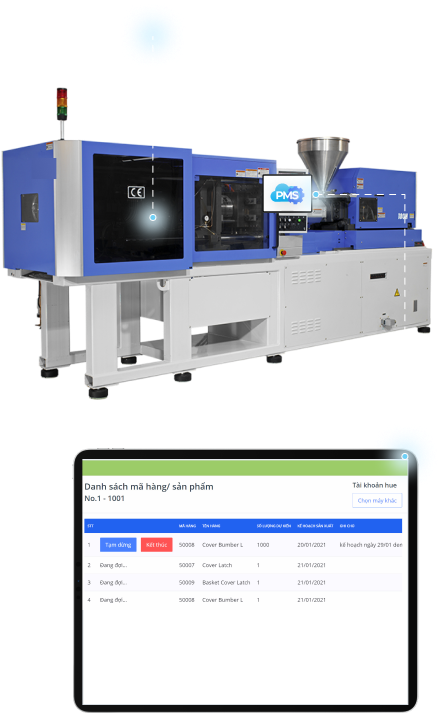 CE
PMS
Danh sách mã hàng/ sản phẩm
Tài khoản hue
No.1 - 1001
Chọn máy khác
STT MÃ HÀNG TÊN HÀNG SỐ LƯỢNG DỰ KIẾN KẾ HOẠCH SẢN XUẤT GHI CHÚ
1 Tạm dừng Kết thúc 50008 Cover Bumber L 1000 20/01/2021 kế hoạch ngày 29/01 den
2 Đang đợi... 50007 Cover Latch 1 21/01/2021
3 Đang đợi... 50009 Basket Cover Latch 1 21/01/2021
4 Đang đợi... 50008 Cover Bumber L 1 21/01/2021